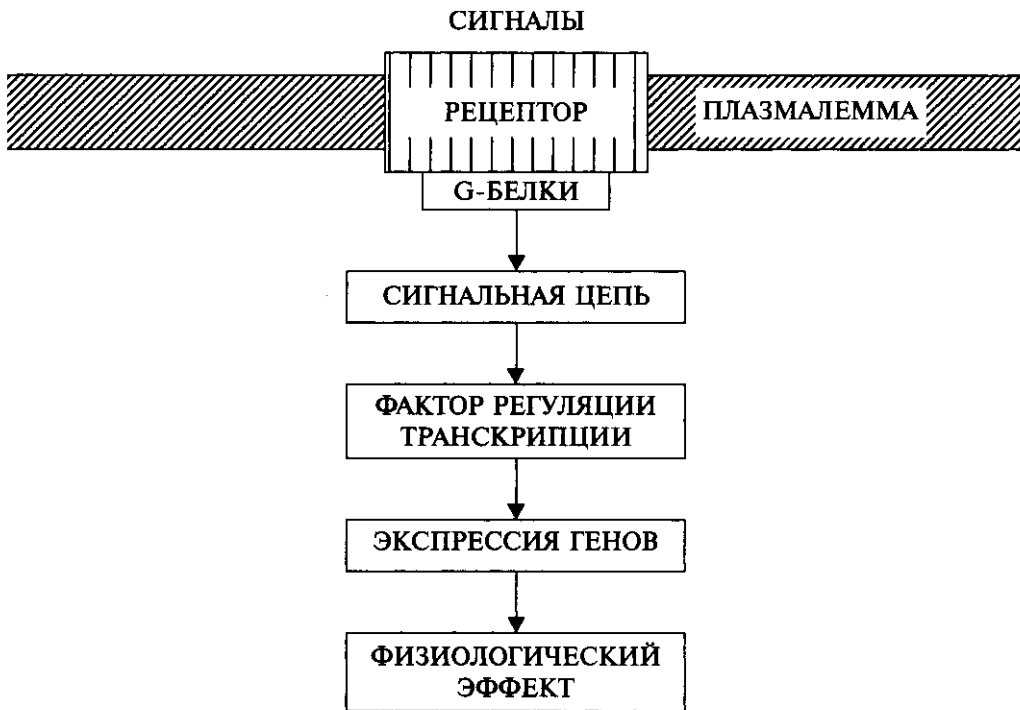 СИГНАЛЫ
РЕЦЕПТОР
ПЛАЗМАЛЕММА
G-БЕЛКИ
СИГНАЛЬНАЯ ЦЕПЬ
ФАКТОР РЕГУЛЯЦИИ
ТРАНСКРИПЦИИ
ЭКСПРЕССИЯ ГЕНОВ
ФИЗИОЛОГИЧЕСКИЙ
ЭФФЕКТ